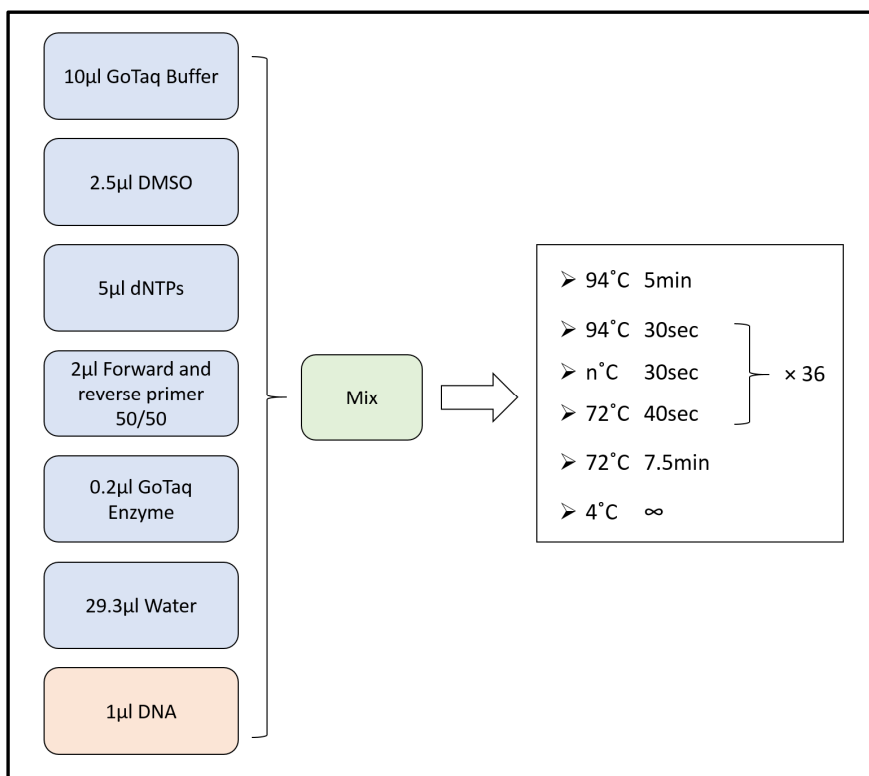 10µl GoTaq Buffer
2.5µl DMSO
5µl dNTPs
2µl Forward and
reverse primer
50/50
0.2µl GoTaq
Enzyme
29.3µl Water
1µl DNA
Mix
➢ 94˚C 5min
➢ 94˚C 30sec
➢ n˚C 30sec
➢ 72˚C 40sec
× 36
➢ 72˚C 7.5min
➢ 4˚C ∞